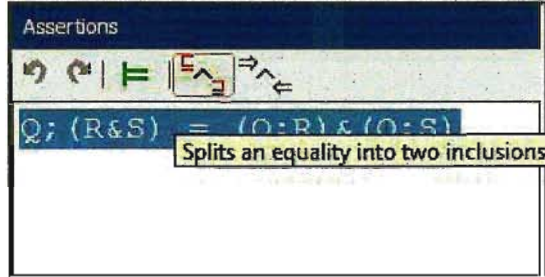 Assertions
Q;(R&S) = (Q;R)&(Q;S)
Splits an equality into two inclusions